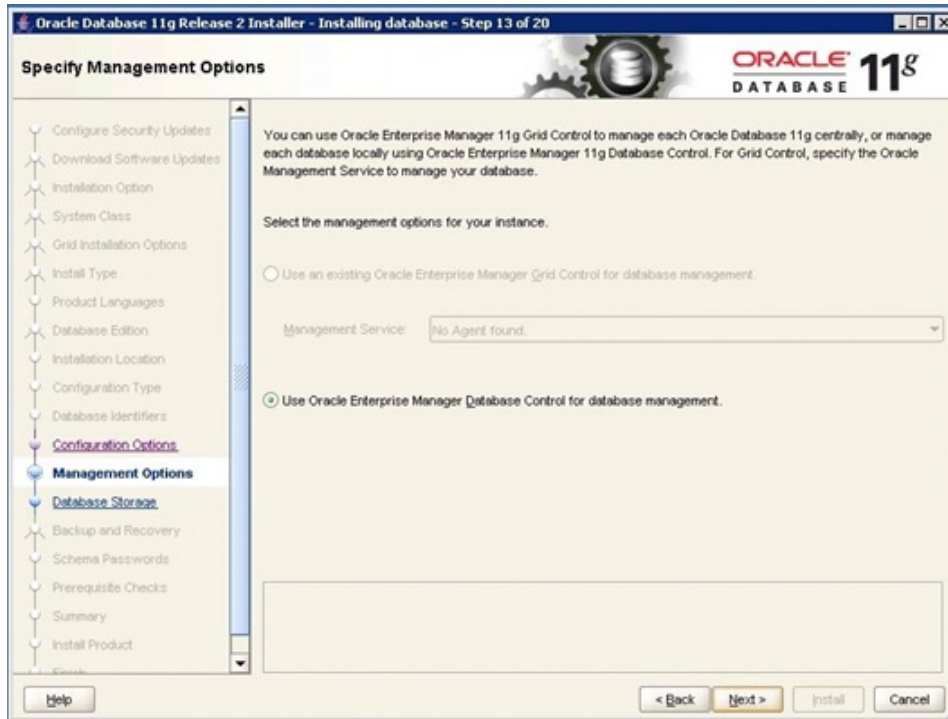 Oracle Database 11g Release 2 Installer - Installing database - Step 13 of 20
Specify Management Options
ORACLE
DATABASE
11g
Configure Security Updates
Download Software Updates
Installation Option
System Class
Grid Installation Options
Install Type
Product Languages
Database Edition
Installation Location
Configuration Type
Database Identifiers
Configuration Options
Management Options
Database Storage
Backup and Recovery
Schema Passwords
Prerequisite Checks
Summary
Install Product
Finish
You can use Oracle Enterprise Manager 11g Grid Control to manage each Oracle Database 11g centrally, or manage
each database locally using Oracle Enterprise Manager 11g Database Control. For Grid Control, specify the Oracle
Management Service to manage your database.
Select the management options for your instance.
Use an existing Oracle Enterprise Manager Grid Control for database management.
Management Service: No Agent found.
Use Oracle Enterprise Manager Database Control for database management.
Help
< Back
Next >
Install
Cancel